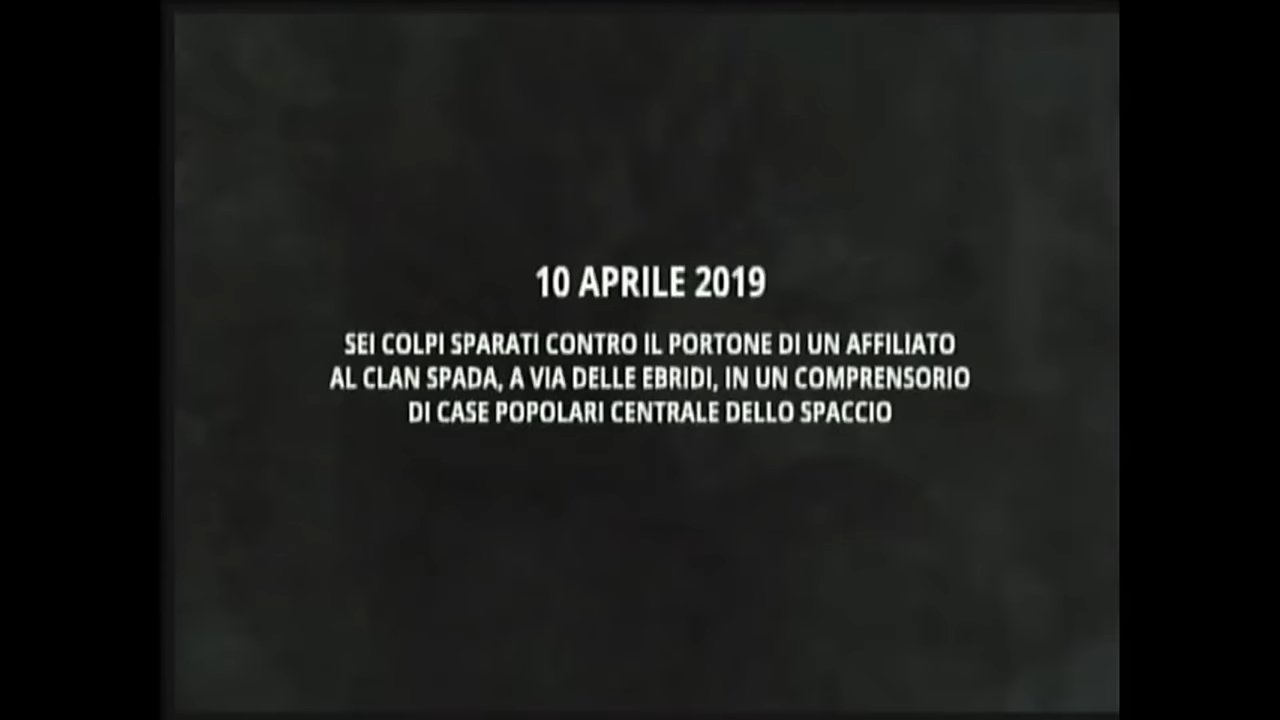 10 APRILE 2019
SEI COLPI SPARATI CONTRO IL PORTONE DI UN AFFILIATO
AL CLAN SPADA, A VIA DELLE EBRIDI, IN UN COMPRENSORIO
DI CASE POPOLARI CENTRALE DELLO SPACCIO